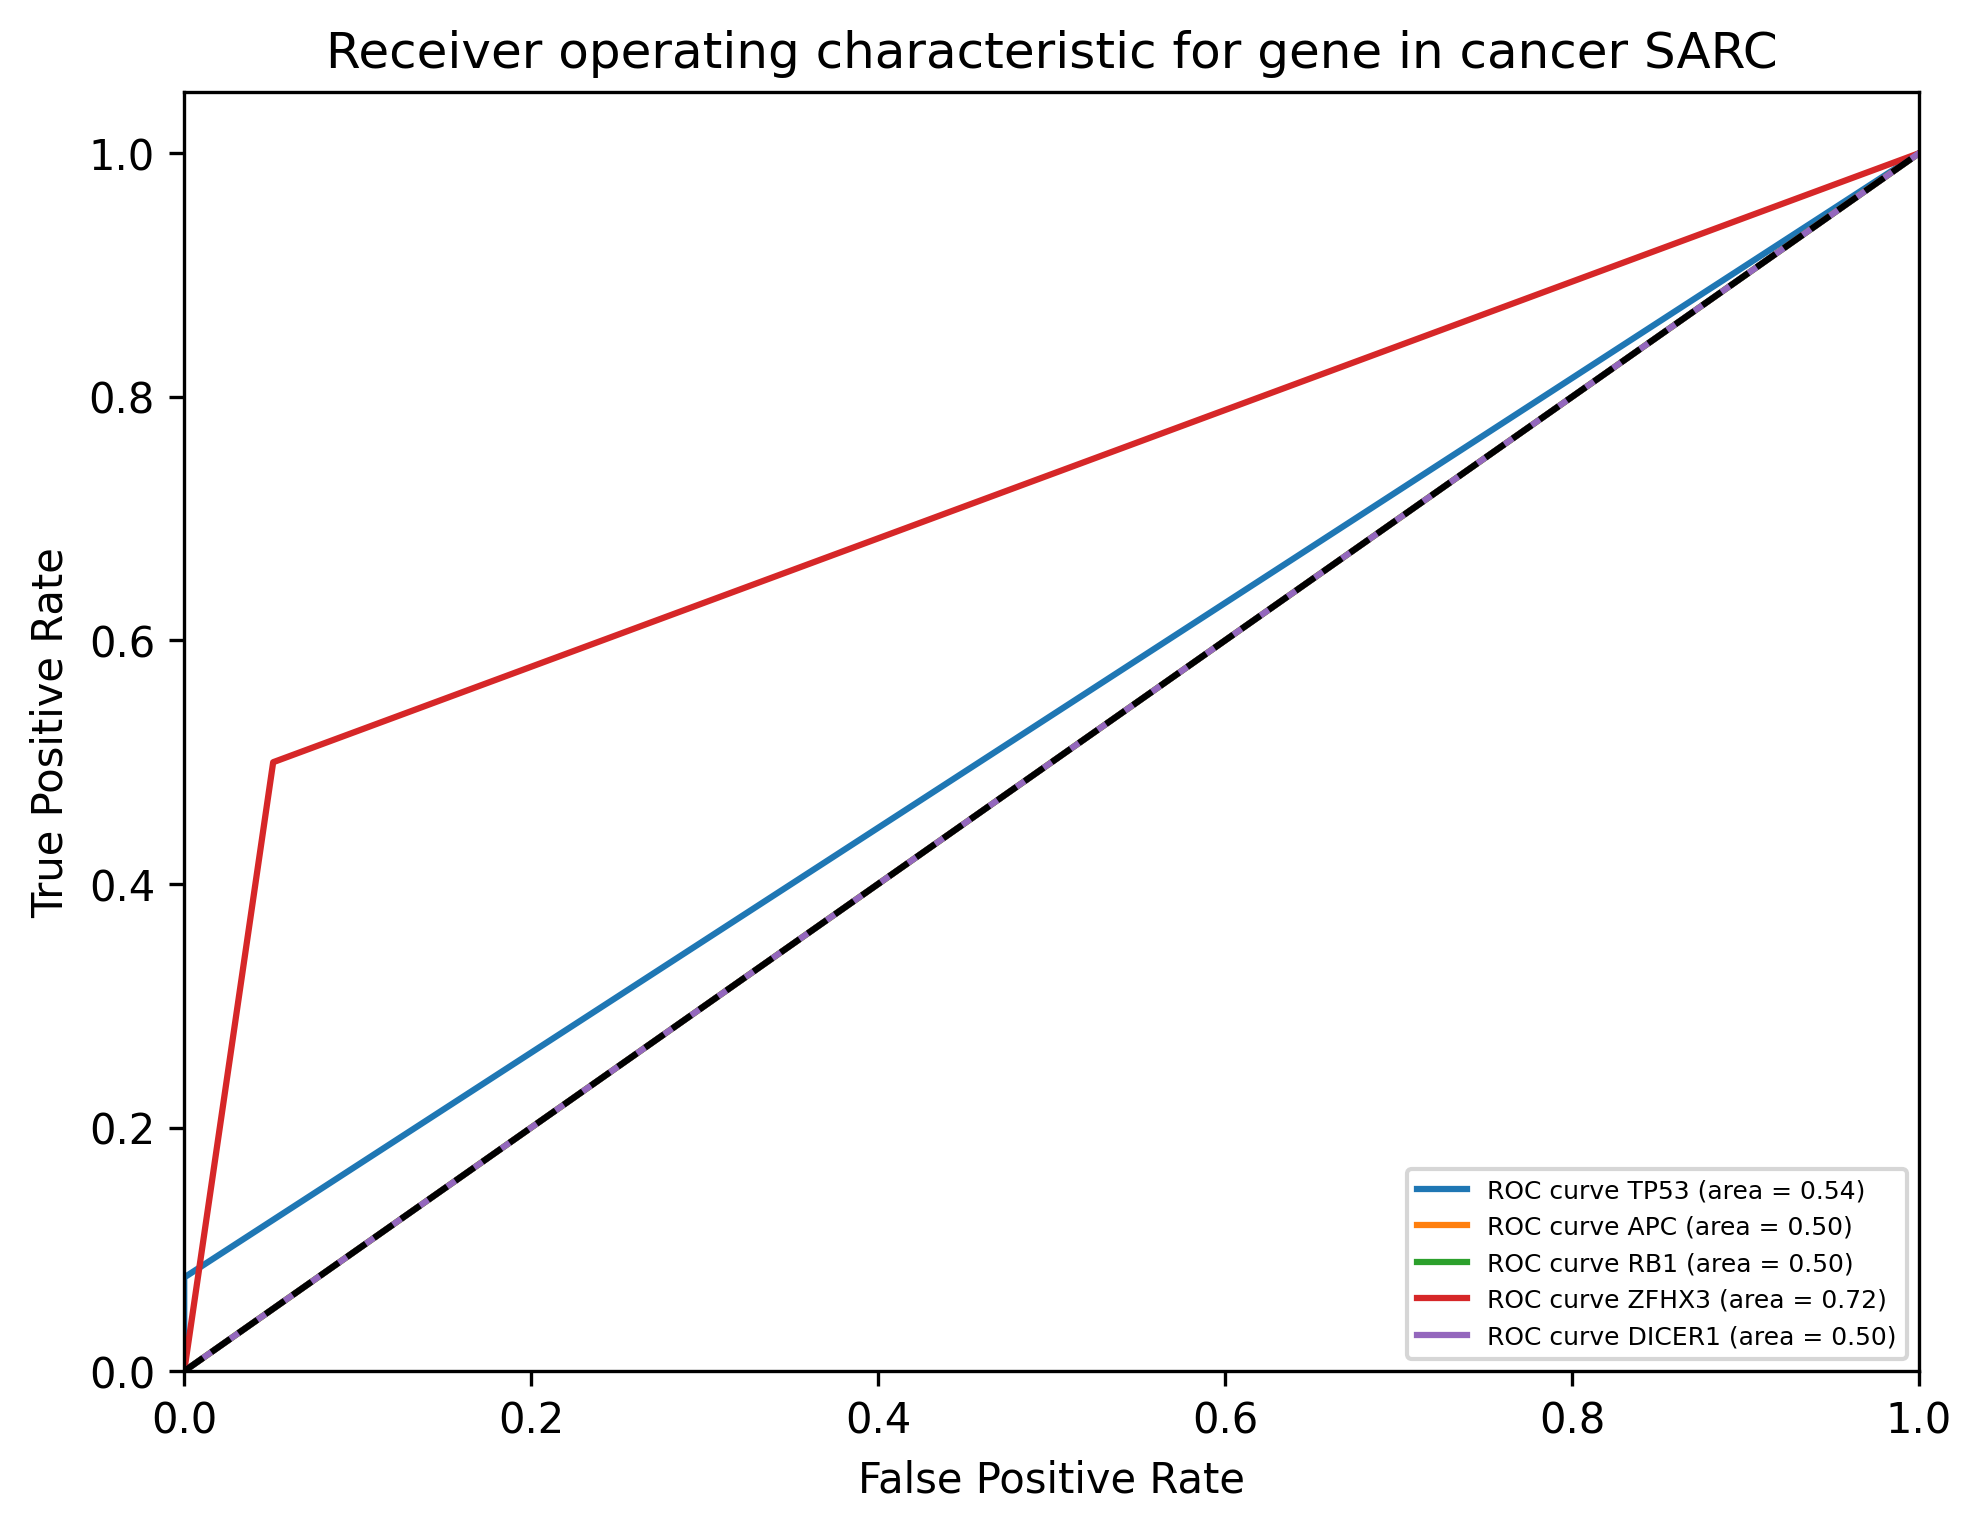 Receiver operating characteristic for gene in cancer SARC
True Positive Rate
1.0
0.8
0.6
0.4
0.2
0.0
0.0 0.2 0.4 0.6 0.8 1.0
False Positive Rate
ROC curve TP53 (area = 0.54)
ROC curve APC (area = 0.50)
ROC curve RB1 (area = 0.50)
ROC curve ZFHX3 (area = 0.72)
ROC curve DICER1 (area = 0.50)